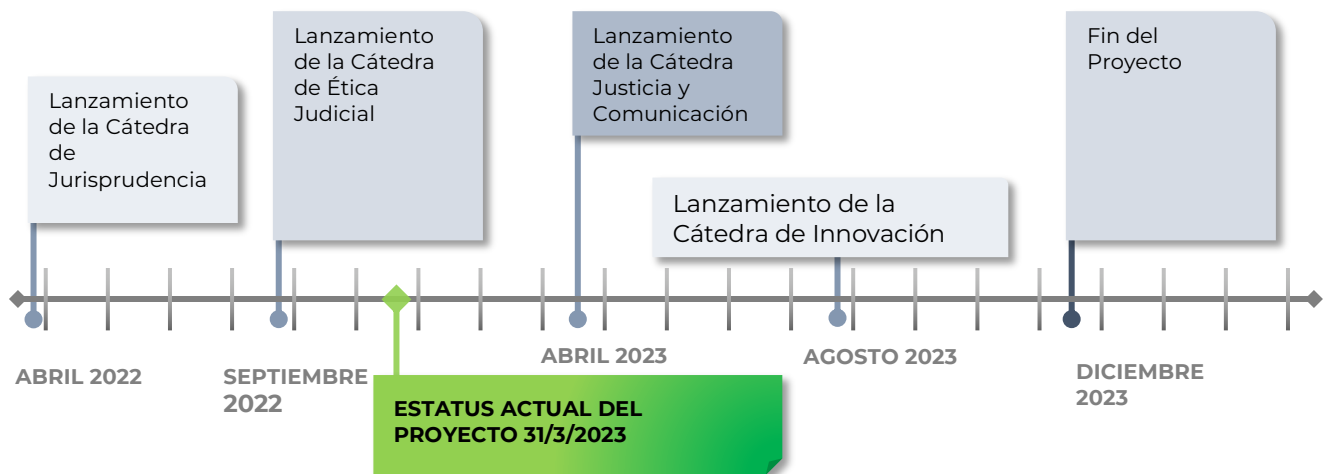 Lanzamiento
de la Cátedra
de
Jurisprudencia
Lanzamiento
de la Cátedra
de Ética
Judicial
Lanzamiento
de la Cátedra
Justicia y
Comunicación
Lanzamiento de la
Cátedra de Innovación
Fin del
Proyecto
ABRIL 2022
SEPTIEMBRE
2022
ABRIL 2023
AGOSTO 2023
DICIEMBRE
2023
ESTATUS ACTUAL DEL
PROYECTO 31/3/2023